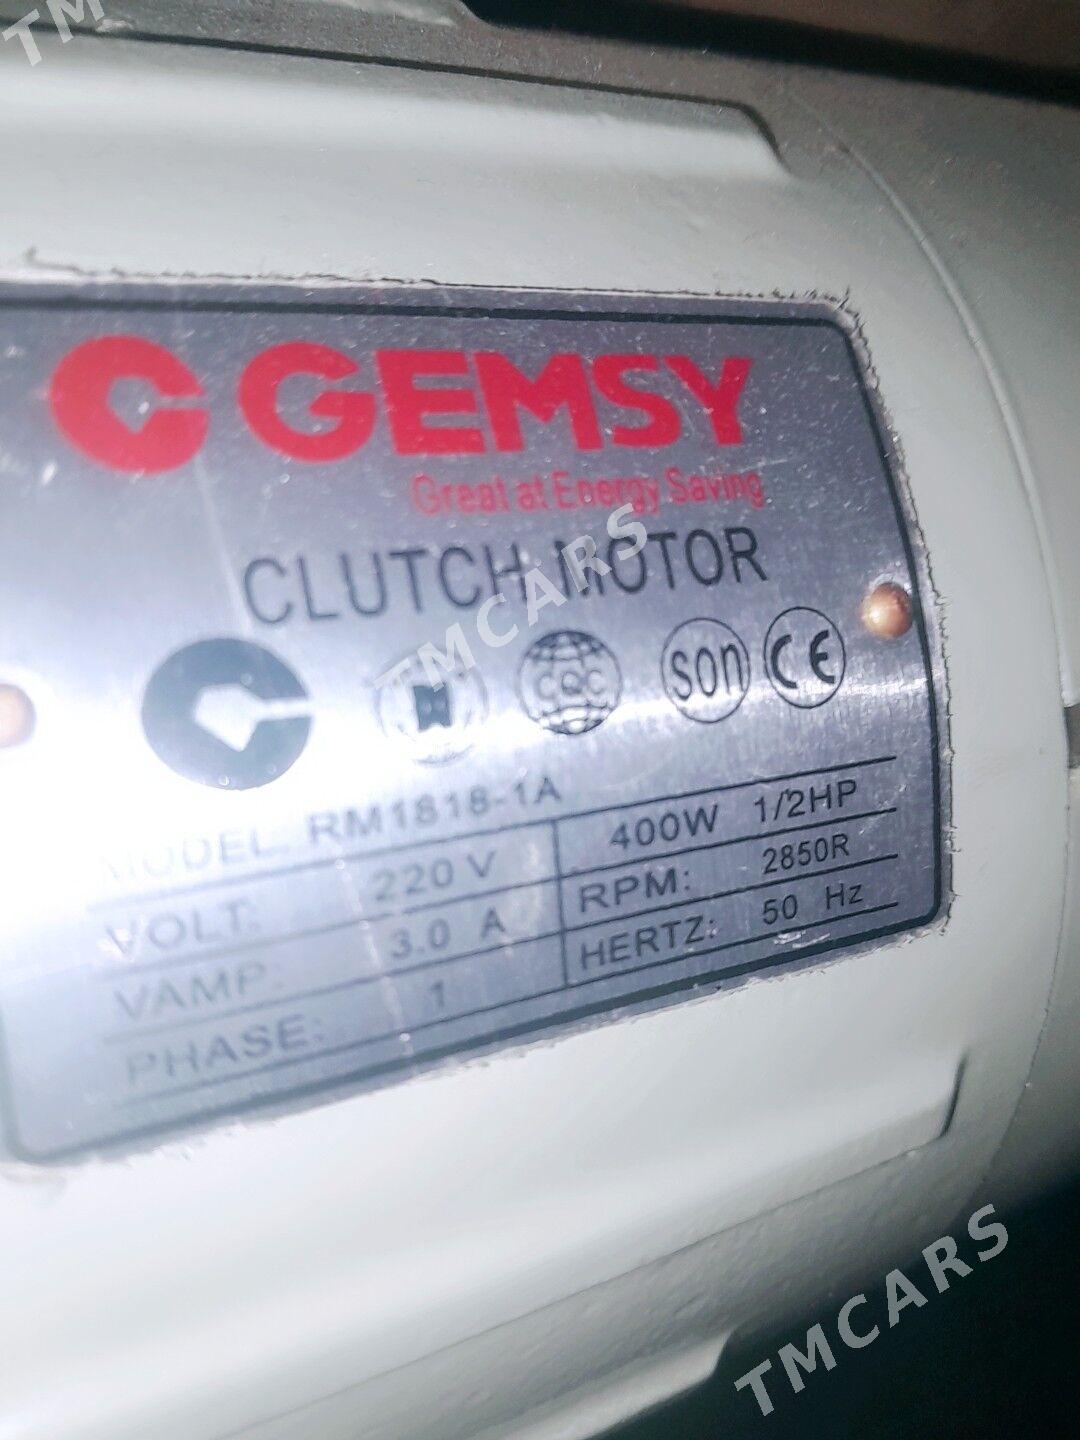 TM
GEMSY
Great at Energy Saving
CLUTCH MOTOR
TMCARS
CQC son CE
MODEL: RM1818-1A
400W 1/2HP
VOLT: 220 V
RPM: 2850R
VAMP: 3.0 A
HERTZ: 50 Hz
PHASE: 1
TMCARS